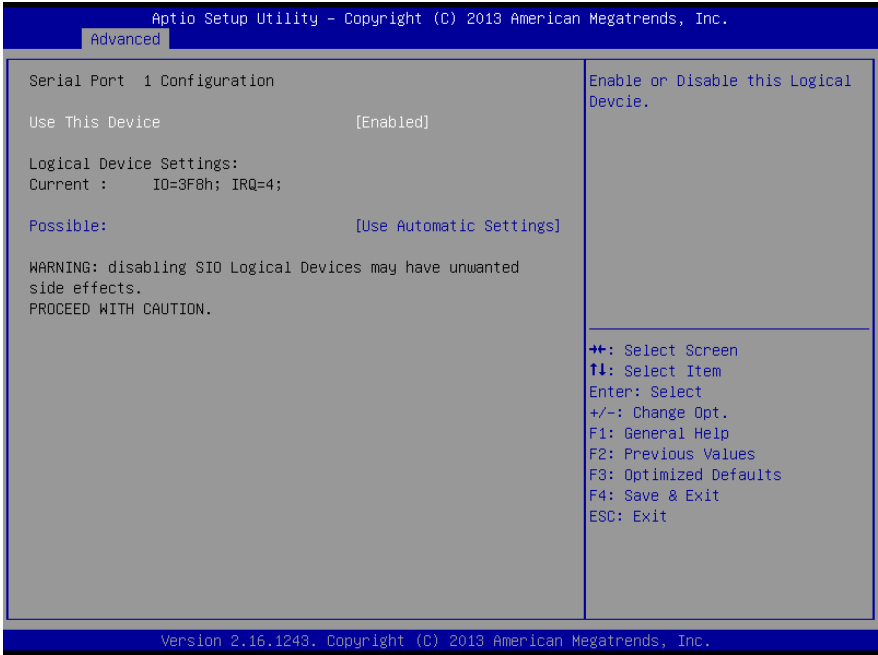 Aptio Setup Utility – Copyright (C) 2013 American Megatrends, Inc.
Advanced
Serial Port  1 Configuration
Use This Device [Enabled]
Logical Device Settings:
Current : IO=3F8h; IRQ=4;
Possible: [Use Automatic Settings]
WARNING: disabling SIO Logical Devices may have unwanted
side effects.
PROCEED WITH CAUTION.
Enable or Disable this Logical
Devcie.
→←: Select Screen
↑↓: Select Item
Enter: Select
+/-: Change Opt.
F1: General Help
F2: Previous Values
F3: Optimized Defaults
F4: Save & Exit
ESC: Exit
Version 2.16.1243. Copyright (C) 2013 American Megatrends, Inc.